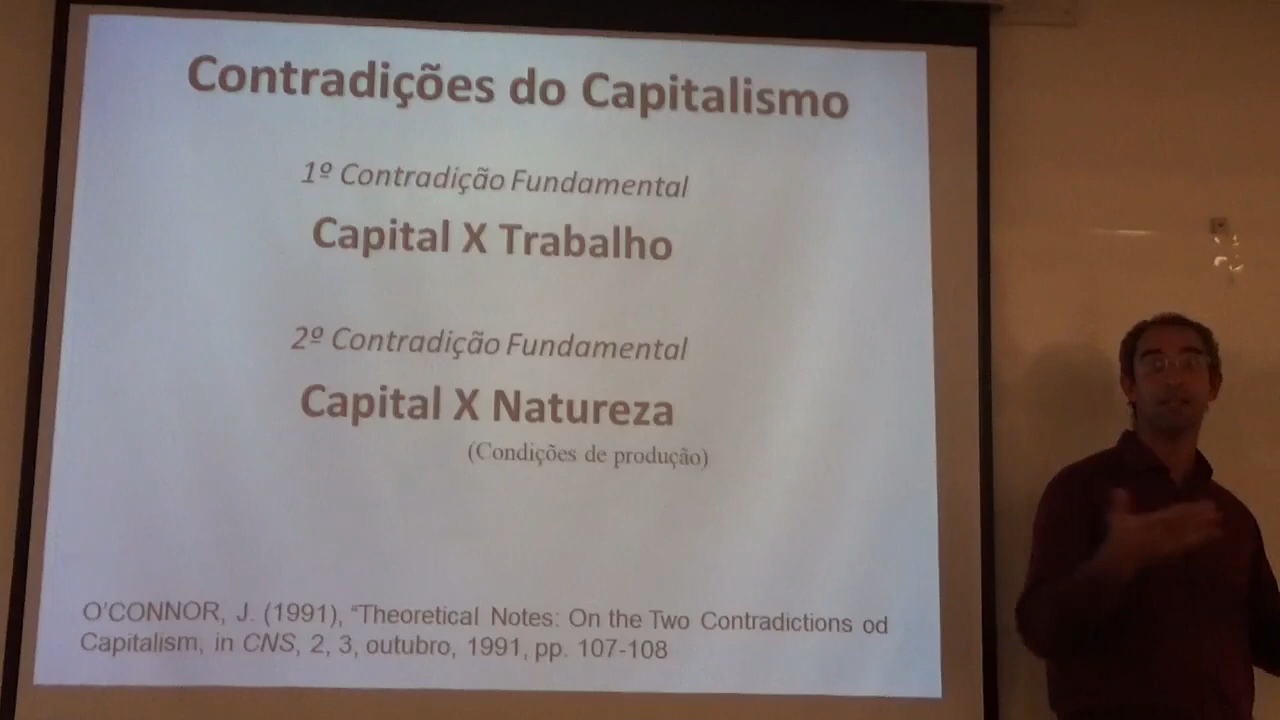 Contradições do Capitalismo
1º Contradição Fundamental
Capital X Trabalho
2º Contradição Fundamental
Capital X Natureza
(Condições de produção)
O'CONNOR, J. (1991), “Theoretical Notes: On the Two Contradictions od
Capitalism, in CNS, 2, 3, outubro, 1991, pp. 107-108